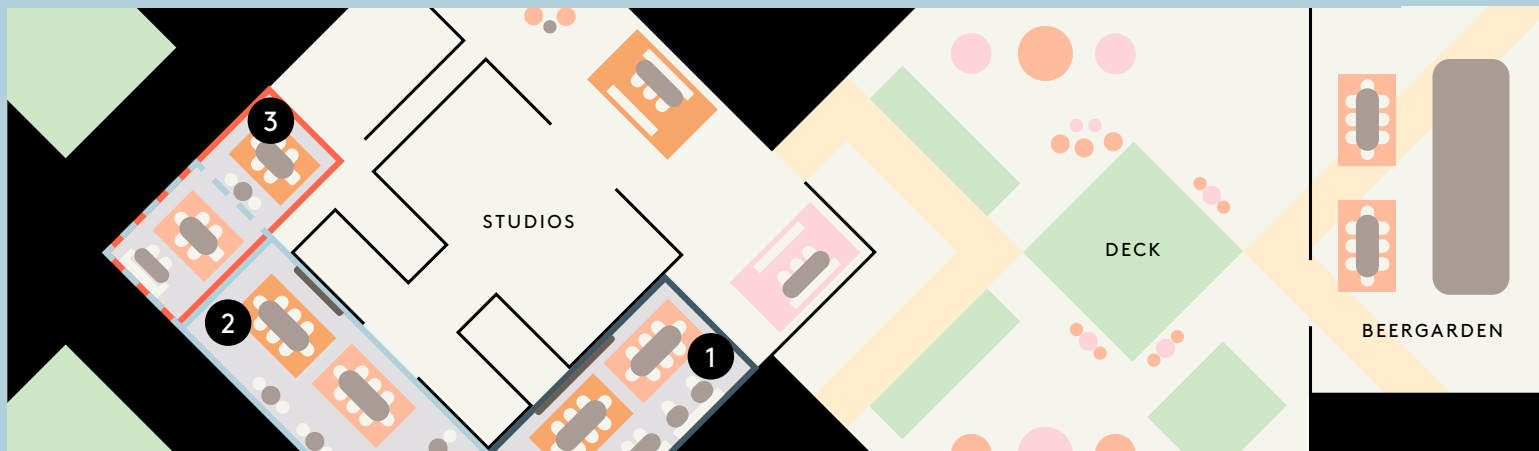 3
STUDIOS
DECK
2
BEERGARDEN
1